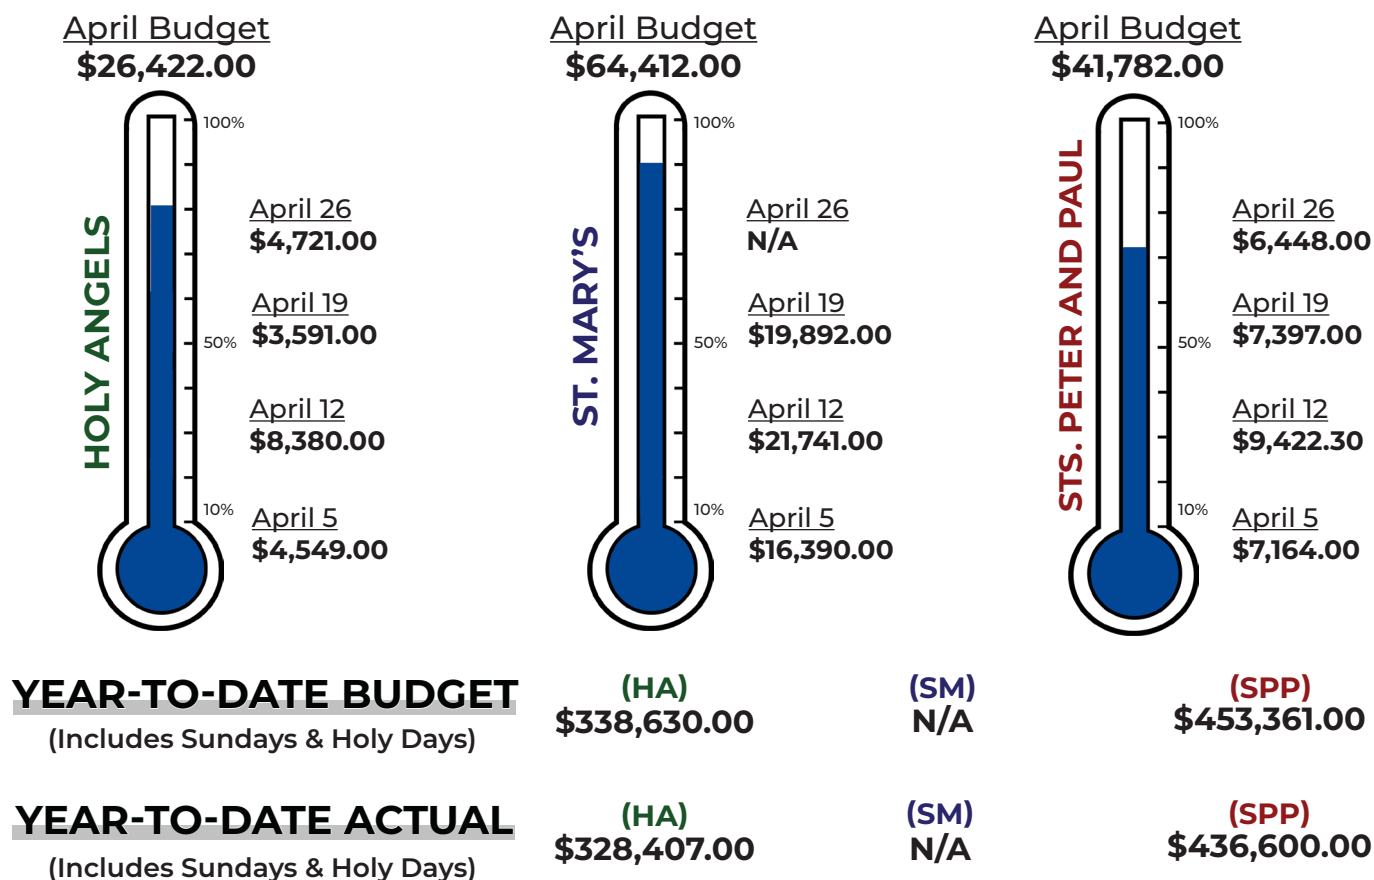 April Budget
$26,422.00
HOLY ANGELS
100%
50%
10%
April 26
$4,721.00
April 19
$3,591.00
April 12
$8,380.00
April 5
$4,549.00
April Budget
$64,412.00
ST. MARY'S
100%
50%
10%
April 26
N/A
April 19
$19,892.00
April 12
$21,741.00
April 5
$16,390.00
April Budget
$41,782.00
STS. PETER AND PAUL
100%
50%
10%
April 26
$6,448.00
April 19
$7,397.00
April 12
$9,422.30
April 5
$7,164.00
YEAR-TO-DATE BUDGET
(Includes Sundays & Holy Days)
(HA)
$338,630.00
(SM)
N/A
(SPP)
$453,361.00
YEAR-TO-DATE ACTUAL
(Includes Sundays & Holy Days)
(HA)
$328,407.00
(SM)
N/A
(SPP)
$436,600.00